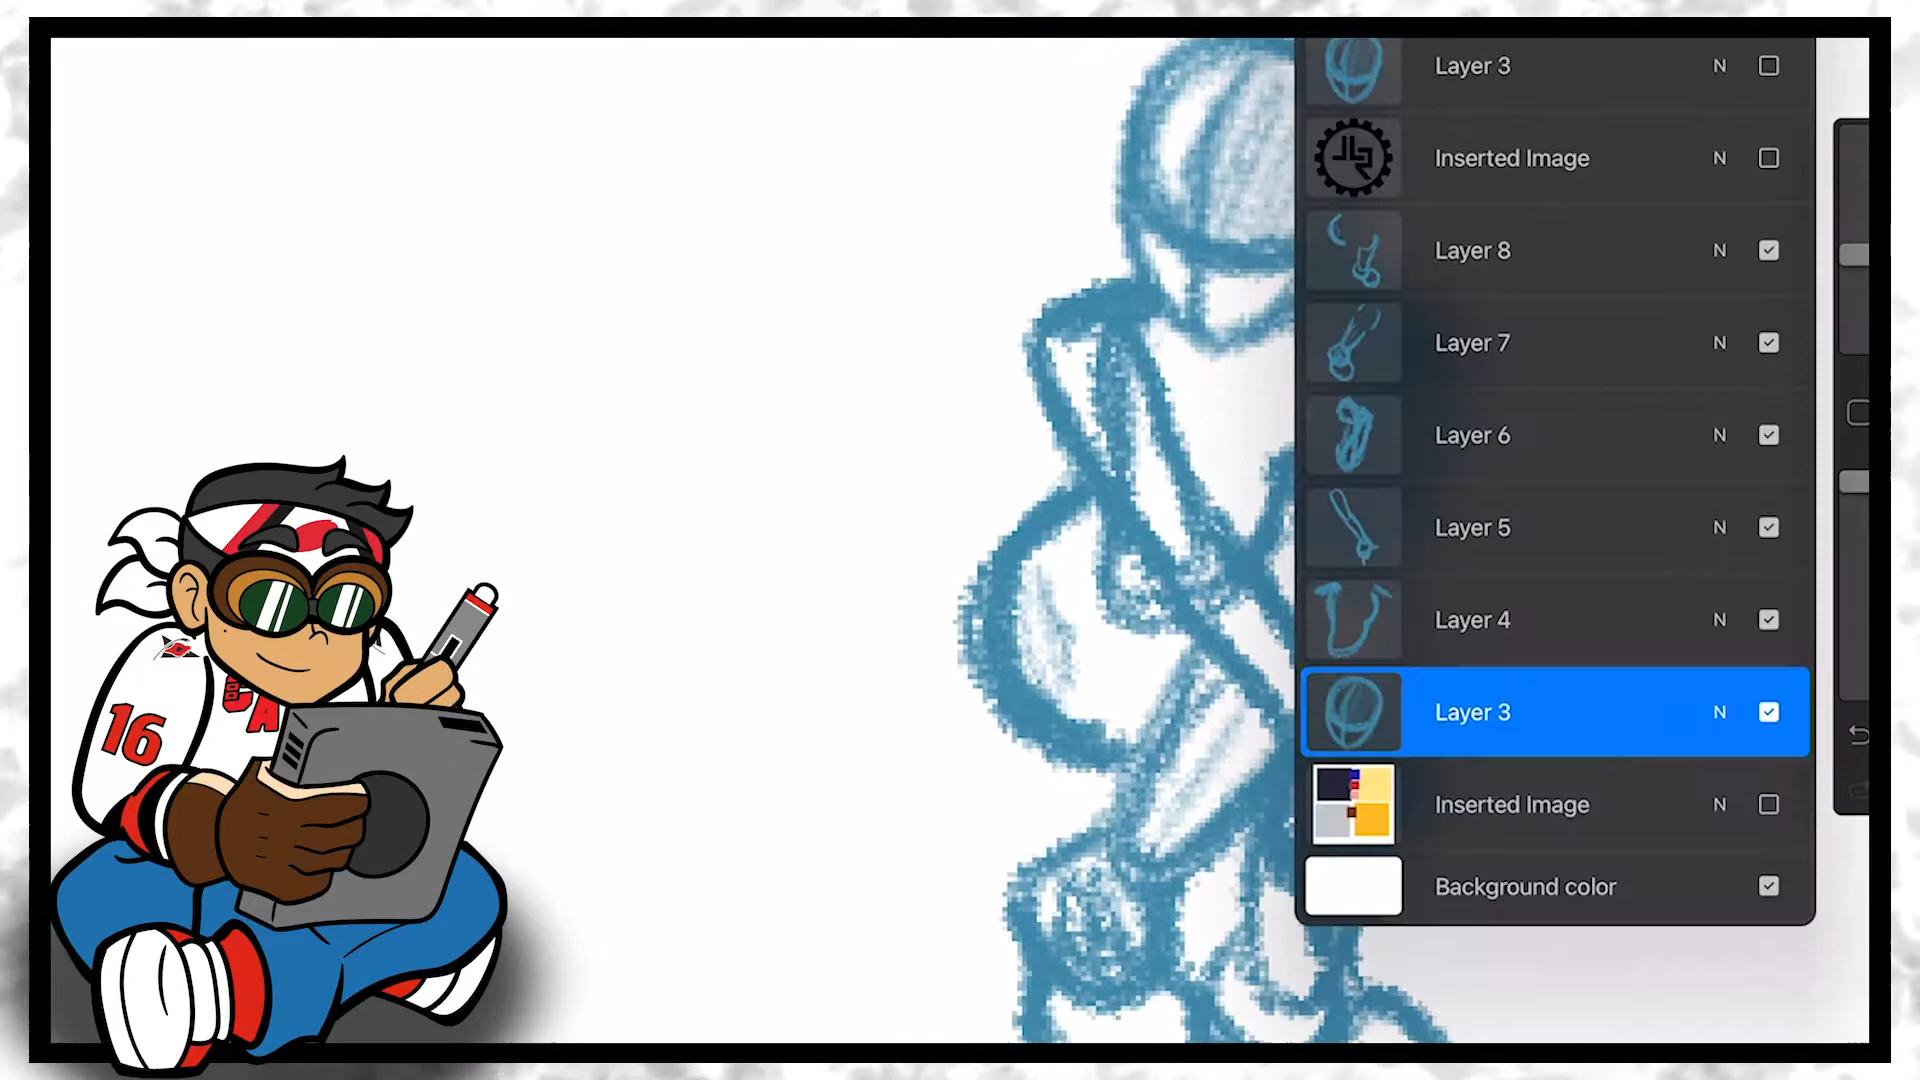 Layer 3 N
JLR
Inserted Image N
Layer 8 N
Layer 7 N
Layer 6 N
Layer 5 N
Layer 4 N
Layer 3 N
Inserted Image N
Background color
16